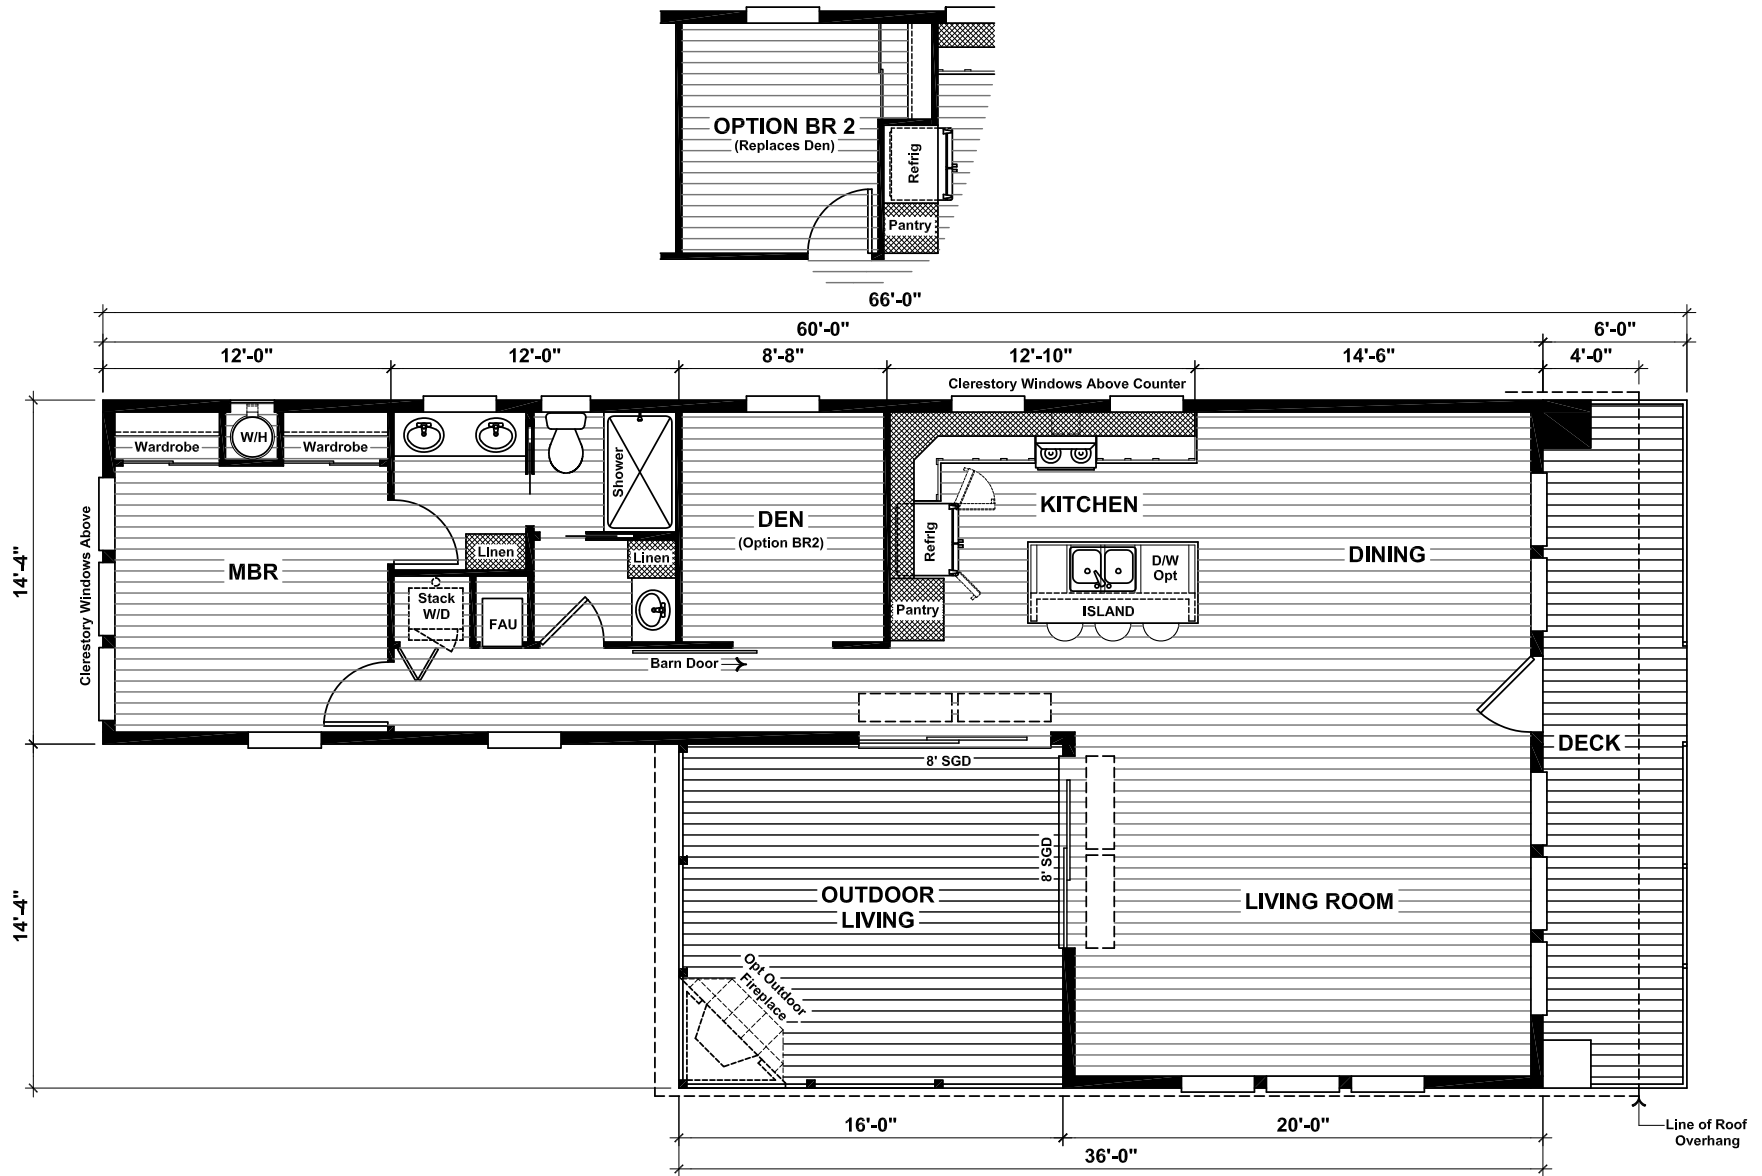 OPTION BR 2
(Replaces Den)
Refrig
Pantry
66'-0"
60'-0"
6'-0"
12'-0"
12'-0"
8'-8"
12'-10"
14'-6"
4'-0"
Clerestory Windows Above Counter
Wardrobe
W/H
Wardrobe
Shower
KITCHEN
DEN
(Option BR2)
Refrig
DINING
Clerestory Windows Above
14'-4"
MBR
LInen
Linen
D/W
Opt
Stack
W/D
FAU
Pantry
ISLAND
Barn Door
DECK
8' SGD
8' SGD
OUTDOOR
LIVING
LIVING ROOM
14'-4"
Opt Outdoor
Fireplace
16'-0"
20'-0"
Line of Roof
Overhang
36'-0"